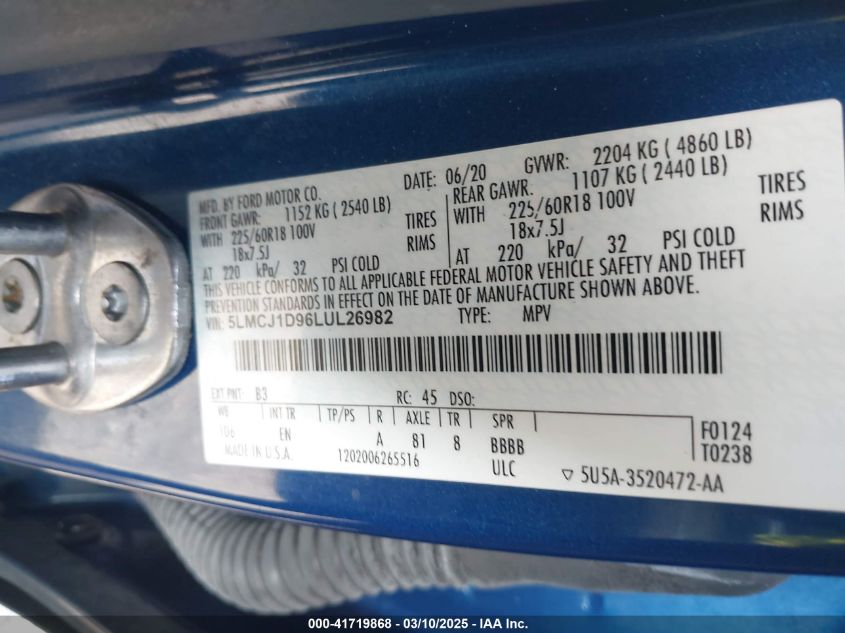 MFD. BY FORD MOTOR CO. DATE: 06/20 GVWR: 2204 KG ( 4860 LB)
FRONT GAWR: 1152 KG ( 2540 LB) REAR GAWR: 1107 KG ( 2440 LB)
WITH 225/60R18 100V TIRES WITH 225/60R18 100V TIRES
18x7.5J RIMS 18x7.5J RIMS
AT 220 kPa/ 32 PSI COLD AT 220 kPa/ 32 PSI COLD
THIS VEHICLE CONFORMS TO ALL APPLICABLE FEDERAL MOTOR VEHICLE SAFETY AND THEFT
PREVENTION STANDARDS IN EFFECT ON THE DATE OF MANUFACTURE SHOWN ABOVE.
VIN: 5LMCJ1D96LUL26982 TYPE: MPV
EXT PNT: B3 RC: 45 DSO:
WB INT TR TP/PS R AXLE TR SPR
106 EN A 81 8 BBBB F0124
MADE IN U.S.A. 1202006265516 ULC T0238
▽ 5U5A-3520472-AA
000-41719868 - 03/10/2025 - © IAA Inc.